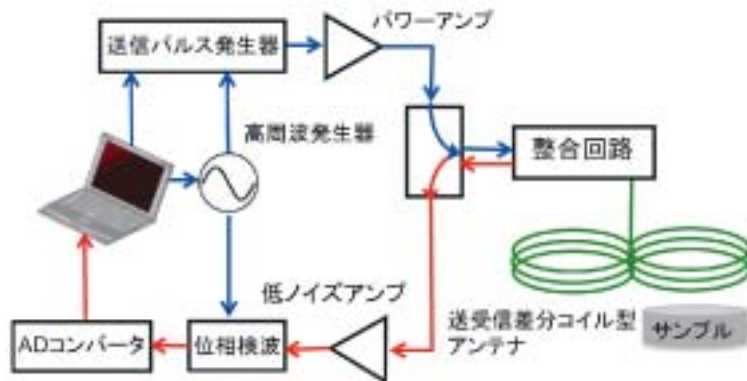 パワーアンプ
送信パルス発生器
高周波発生器
整合回路
低ノイズアンプ
送受信差分コイル型
アンテナ
サンプル
ADコンバータ
位相検波